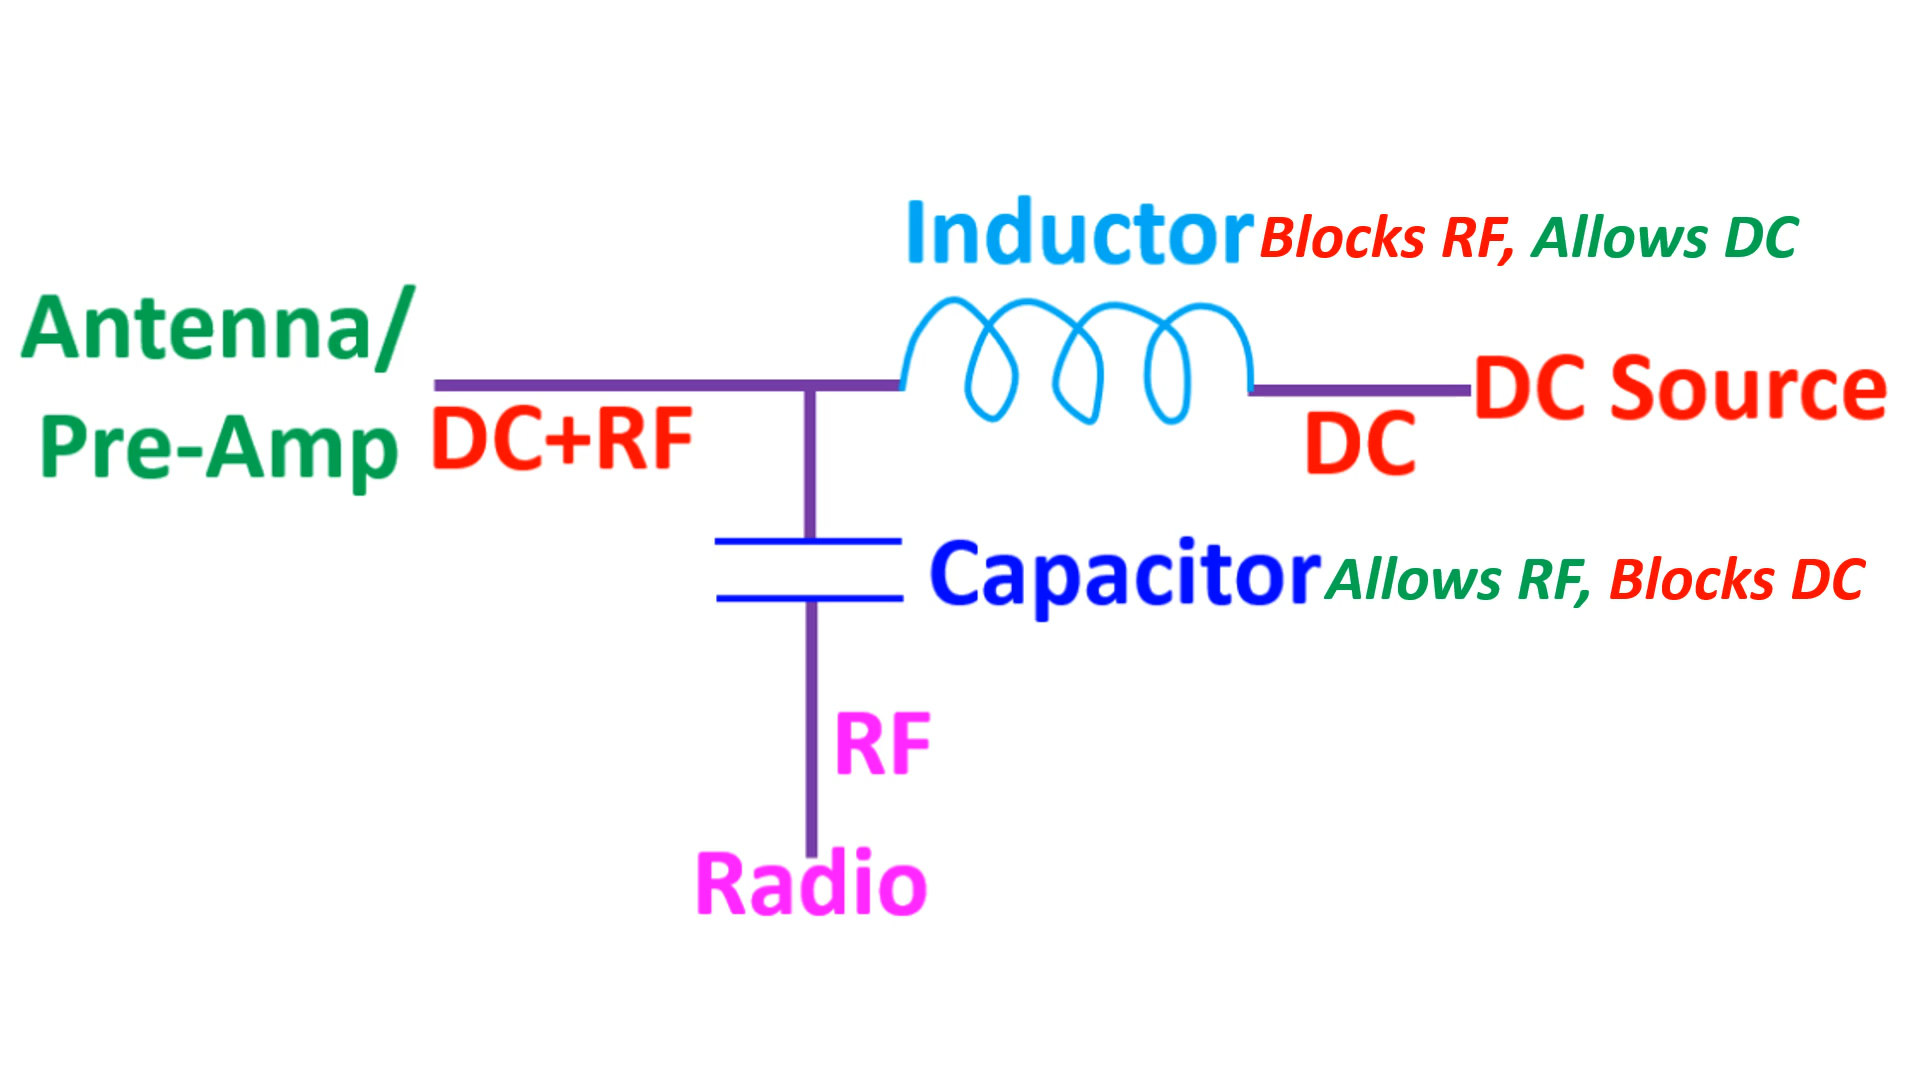 Inductor Blocks RF, Allows DC
Antenna/
Pre-Amp
DC+RF
DC Source
DC
Capacitor Allows RF, Blocks DC
RF
Radio